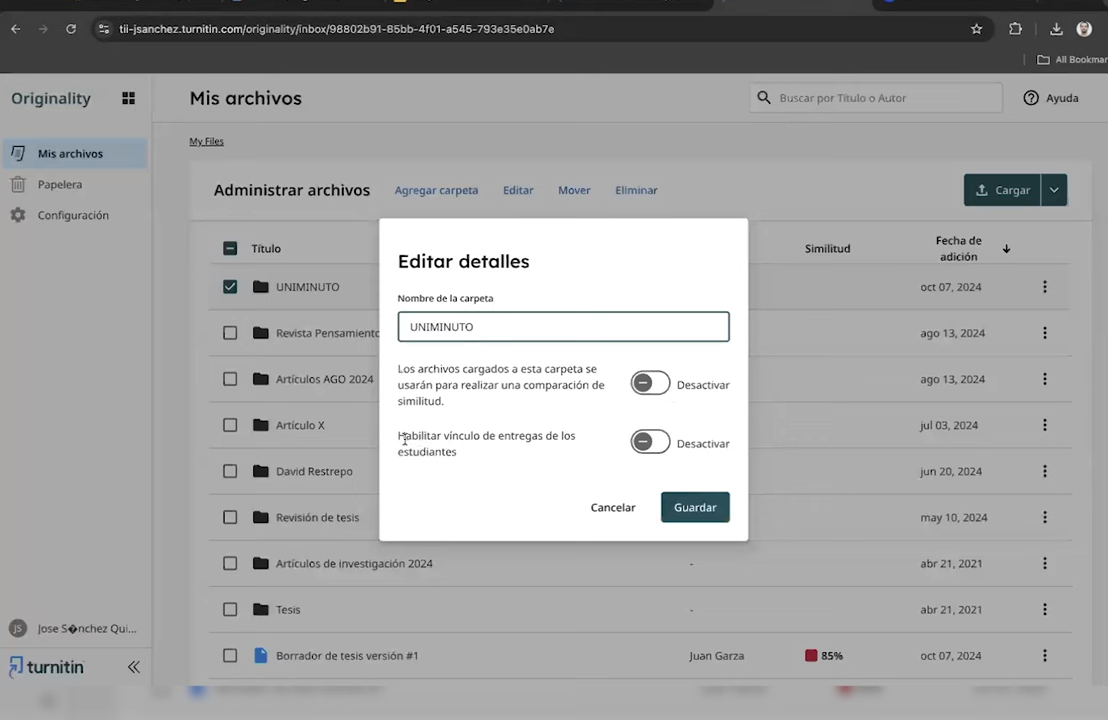 tii-jsanchez.turnitin.com/originality/inbox/98802b91-85bb-4f01-a545-793e35e0ab7e
All Bookmar
Originality
Mis archivos
Buscar por Título o Autor
Ayuda
Mis archivos
Papelera
Configuración
My Files
Administrar archivos
Agregar carpeta
Editar
Mover
Eliminar
Cargar
Título
Similitud
Fecha de
adición
UNIMINUTO
oct 07, 2024
Revista Pensamiento
ago 13, 2024
Artículos AGO 2024
ago 13, 2024
Artículo X
jul 03, 2024
David Restrepo
jun 20, 2024
Revisión de tesis
may 10, 2024
Artículos de investigación 2024
-
abr 21, 2021
Tesis
-
abr 21, 2021
Borrador de tesis versión #1
Juan Garza
85%
oct 07, 2024
Editar detalles
Nombre de la carpeta
UNIMINUTO
Los archivos cargados a esta carpeta se
usarán para realizar una comparación de
similitud.
Desactivar
Habilitar vínculo de entregas de los
estudiantes
Desactivar
Cancelar
Guardar
JS
Jose S�nchez Qui...
turnitin